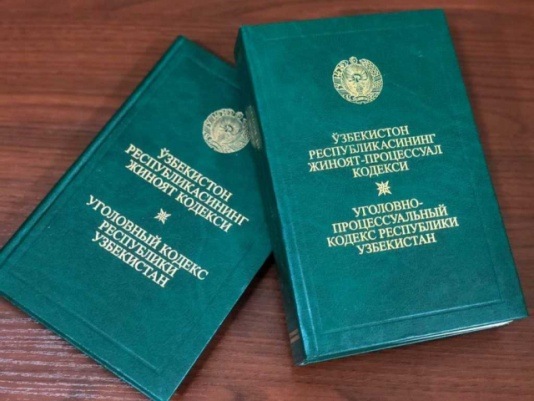 ЎЗБЕКИСТОН
РЕСПУБЛИКАСИНИНГ
ЖИНОЯТ КОДЕКСИ
УГОЛОВНЫЙ КОДЕКС
РЕСПУБЛИКИ
УЗБЕКИСТАН
ЎЗБЕКИСТОН
РЕСПУБЛИКАСИНИНГ
ЖИНОЯТ-ПРОЦЕССУАЛ
КОДЕКСИ
УГОЛОВНО-
ПРОЦЕССУАЛЬНЫЙ
КОДЕКС РЕСПУБЛИКИ
УЗБЕКИСТАН